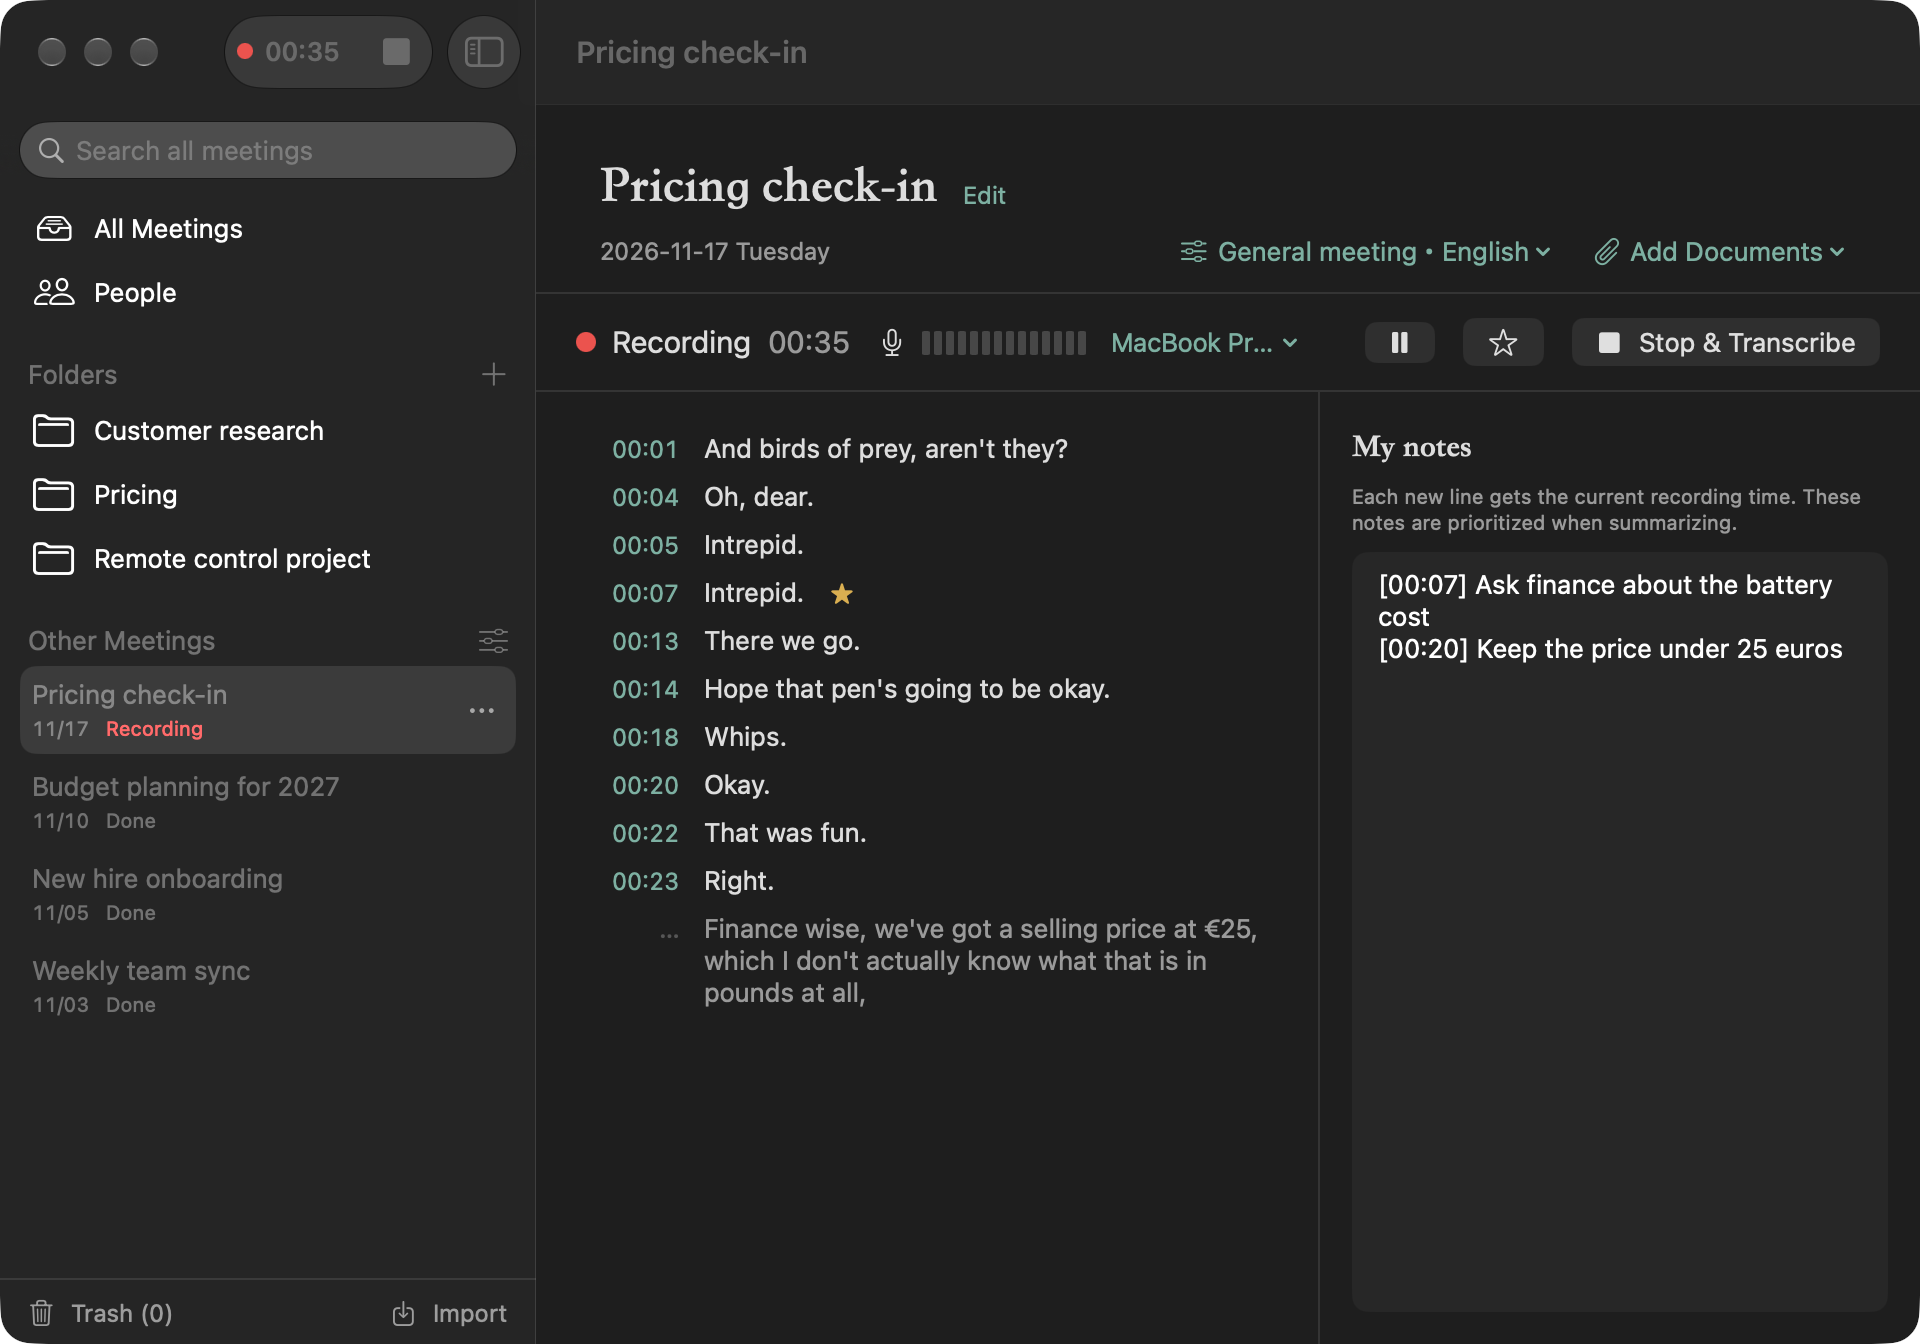 00:35
Search all meetings
All Meetings
People
Folders
Customer research
Pricing
Remote control project
Other Meetings
Pricing check-in
11/17 Recording
Budget planning for 2027
11/10 Done
New hire onboarding
11/05 Done
Weekly team sync
11/03 Done
Trash (0)
Import
Pricing check-in
Pricing check-in Edit
2026-11-17 Tuesday
General meeting • English
Add Documents
Recording 00:35
MacBook Pr...
Stop & Transcribe
00:01 And birds of prey, aren't they?
00:04 Oh, dear.
00:05 Intrepid.
00:07 Intrepid.
00:13 There we go.
00:14 Hope that pen's going to be okay.
00:18 Whips.
00:20 Okay.
00:22 That was fun.
00:23 Right.
... Finance wise, we've got a selling price at €25,
which I don't actually know what that is in
pounds at all,
My notes
Each new line gets the current recording time. These
notes are prioritized when summarizing.
[00:07] Ask finance about the battery
cost
[00:20] Keep the price under 25 euros